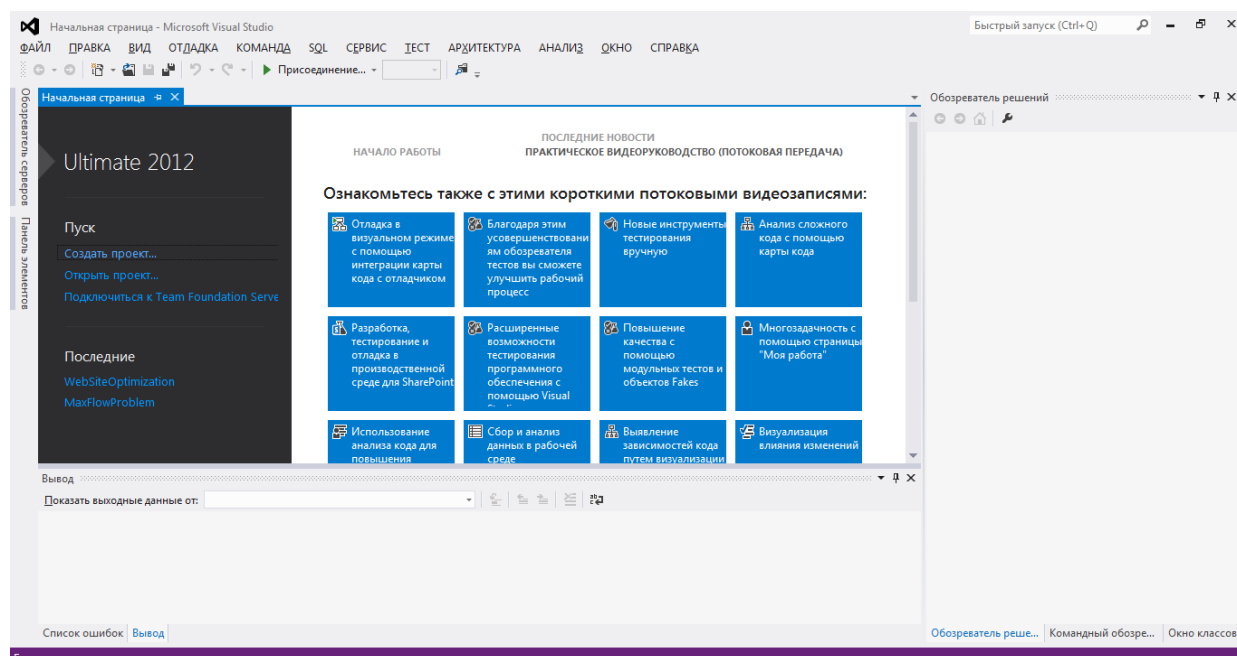 Начальная страница - Microsoft Visual Studio
Быстрый запуск (Ctrl+Q)
ФАЙЛ ПРАВКА ВИД ОТЛАДКА КОМАНДА SQL СЕРВИС ТЕСТ АРХИТЕКТУРА АНАЛИЗ ОКНО СПРАВКА
Присоединение...
Обозреватель серверов
Панель элементов
Начальная страница
Ultimate 2012
Пуск
Создать проект...
Открыть проект...
Подключиться к Team Foundation Serve
Последние
WebSiteOptimization
MaxFlowProblem
НАЧАЛО РАБОТЫ
ПОСЛЕДНИЕ НОВОСТИ
ПРАКТИЧЕСКОЕ ВИДЕОРУКОВОДСТВО (ПОТОКОВАЯ ПЕРЕДАЧА)
Ознакомьтесь также с этими короткими потоковыми видеозаписями:
Отладка в
визуальном режиме
с помощью
интеграции карты
кода с отладчиком
Благодаря этим
усовершенствовани
ям обозревателя
тестов вы сможете
улучшить рабочий
процесс
Новые инструменты
тестирования
вручную
Анализ сложного
кода с помощью
карты кода
Разработка,
тестирование и
отладка в
производственной
среде для SharePoint
Расширенные
возможности
тестирования
программного
обеспечения с
помощью Visual
Повышение
качества с
помощью
модульных тестов и
объектов Fakes
Многозадачность с
помощью страницы
"Моя работа"
Использование
анализа кода для
повышения
Сбор и анализ
данных в рабочей
среде
Выявление
зависимостей кода
путем визуализации
Визуализация
влияния изменений
Вывод
Показать выходные данные от:
Список ошибок Вывод
Обозреватель решений
Обозреватель реше... Командный обозре... Окно классов